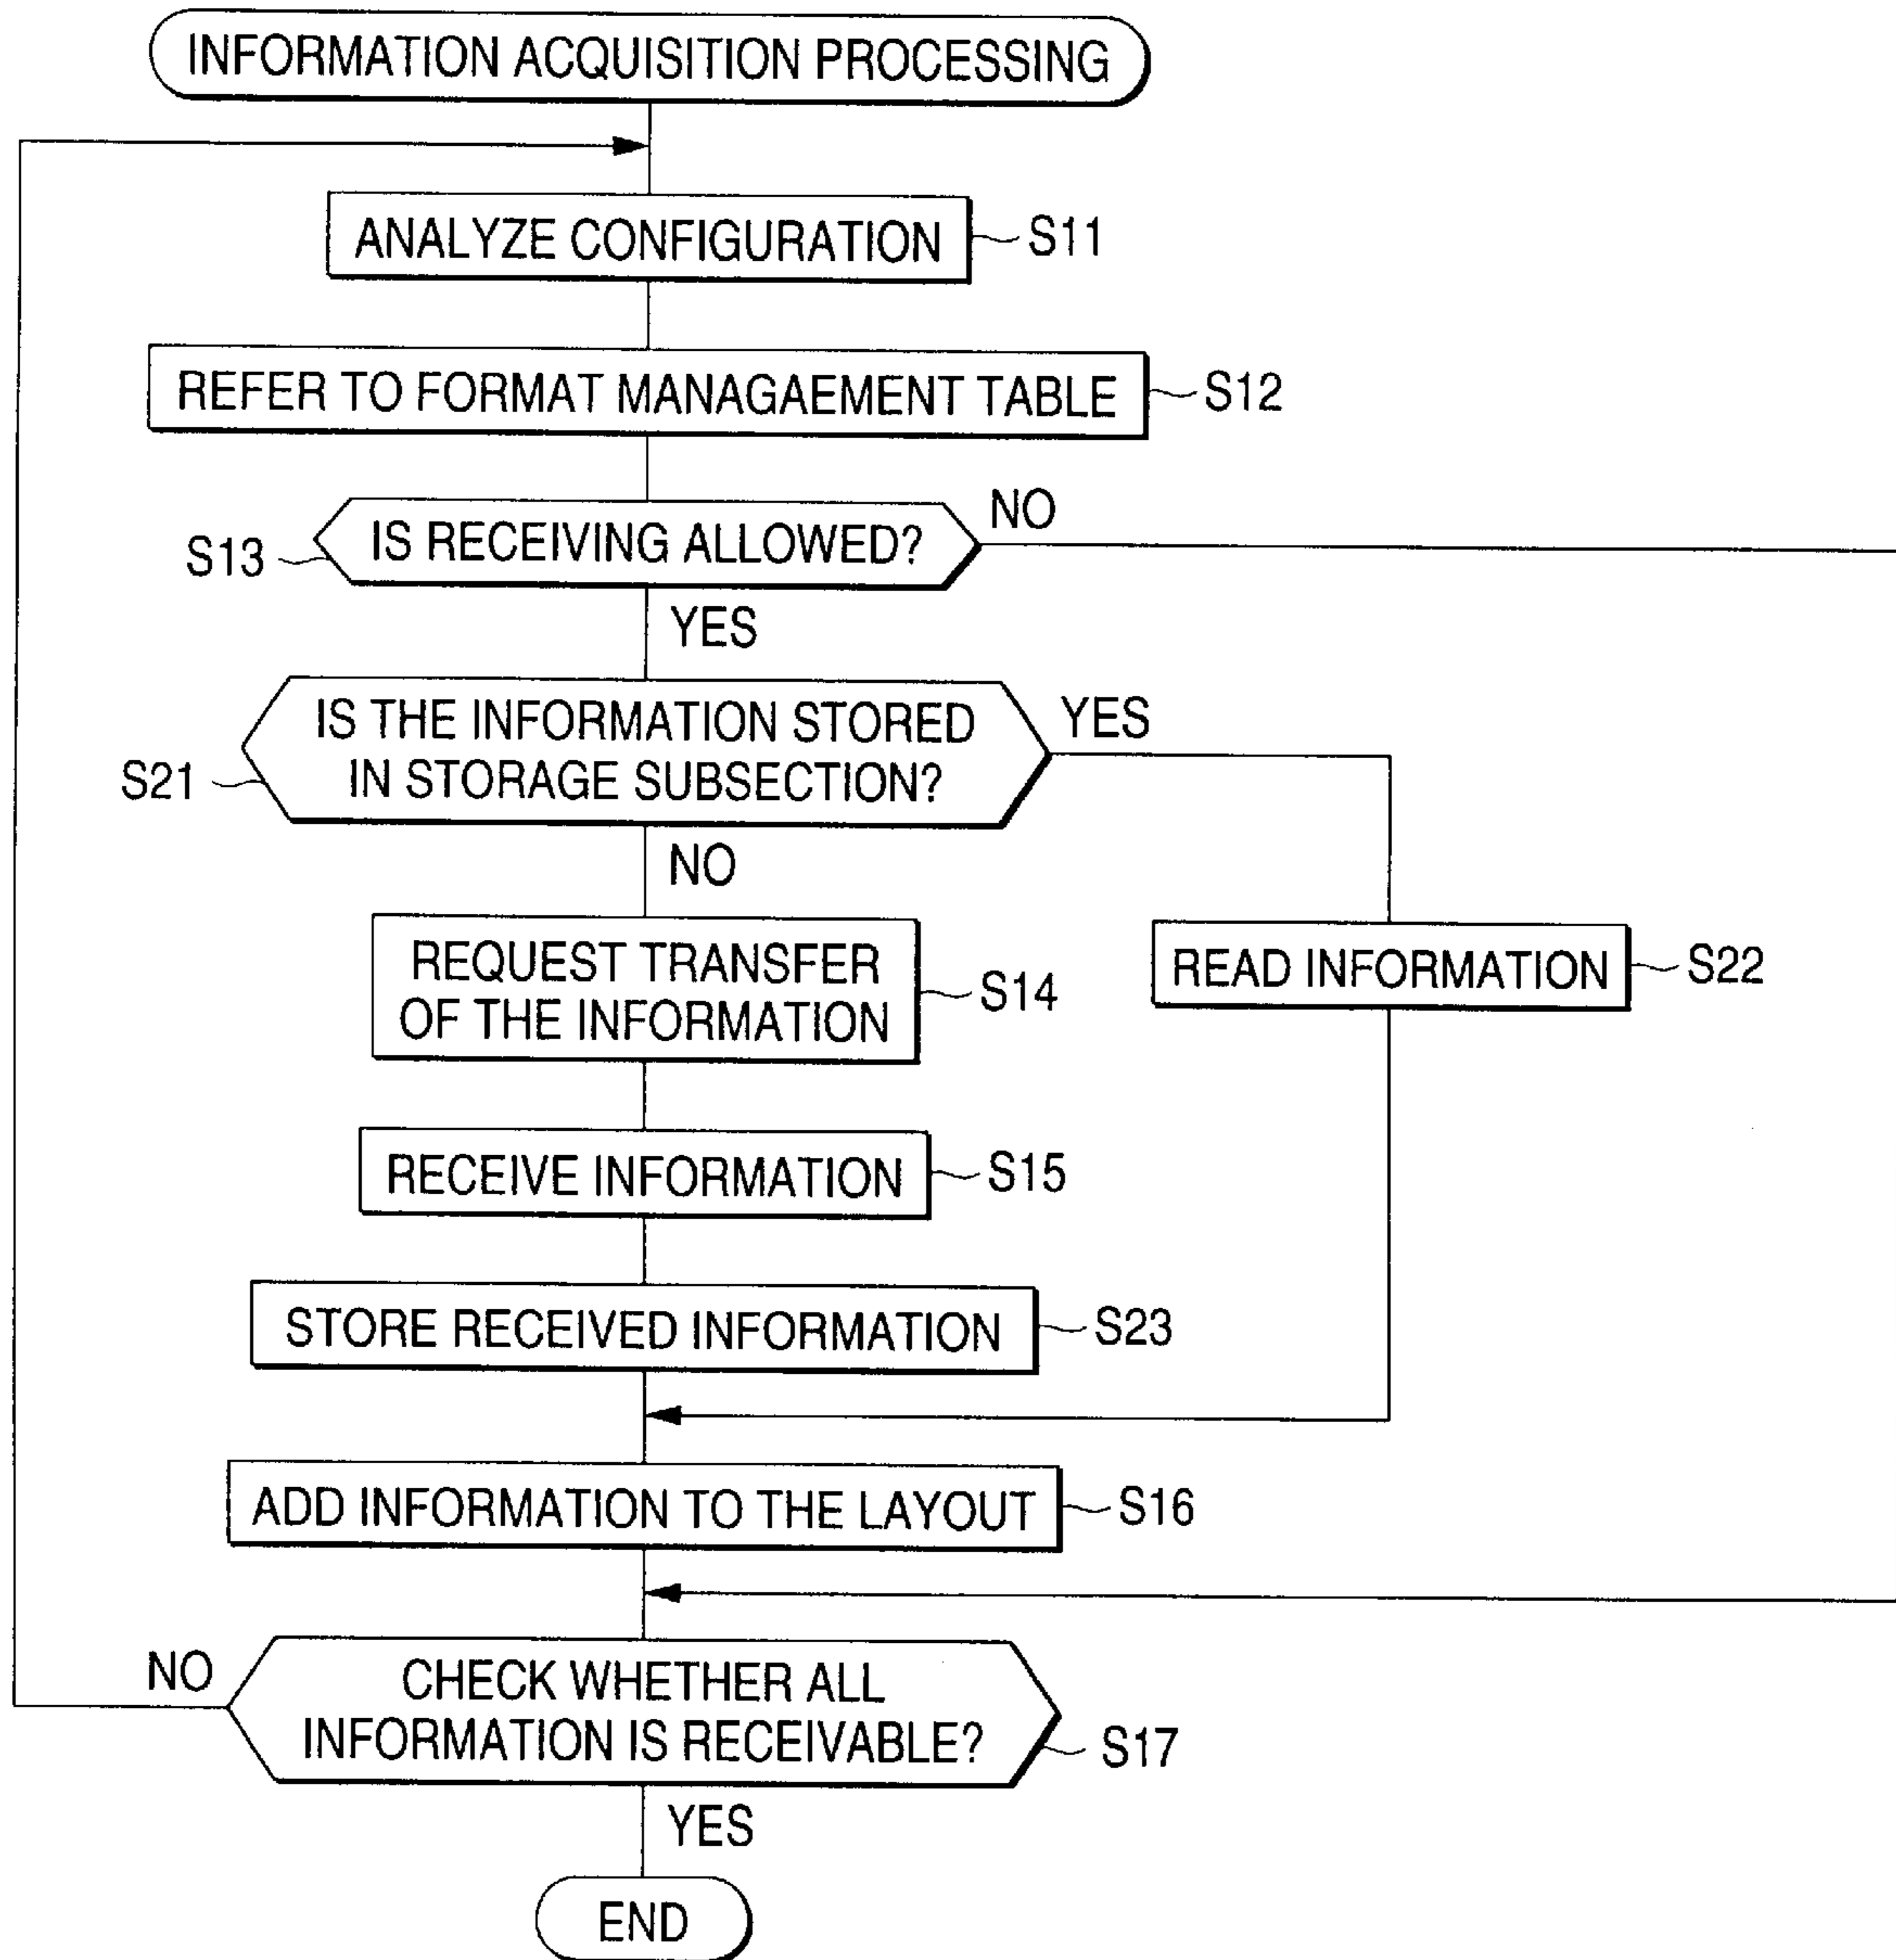 INFORMATION ACQUISITION PROCESSING
ANALYZE CONFIGURATION
S11
REFER TO FORMAT MANAGAEMENT TABLE
S12
S13
IS RECEIVING ALLOWED?
NO
YES
S21
IS THE INFORMATION STORED
IN STORAGE SUBSECTION?
YES
NO
REQUEST TRANSFER
OF THE INFORMATION
S14
READ INFORMATION
S22
RECEIVE INFORMATION
S15
STORE RECEIVED INFORMATION
S23
ADD INFORMATION TO THE LAYOUT
S16
NO
CHECK WHETHER ALL
INFORMATION IS RECEIVABLE?
S17
YES
END